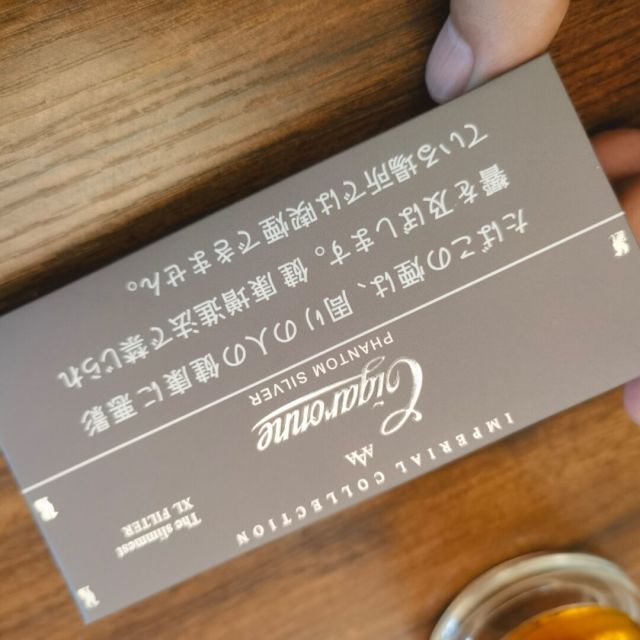 IMPERIAL COLLECTION
Cigaronne
PHANTOM SILVER
The slimmest
XL FILTER
たばこの煙は、周りの人の健康に悪影
響を及ぼします。健康増進法で禁じられ
ている場所では喫煙できません。